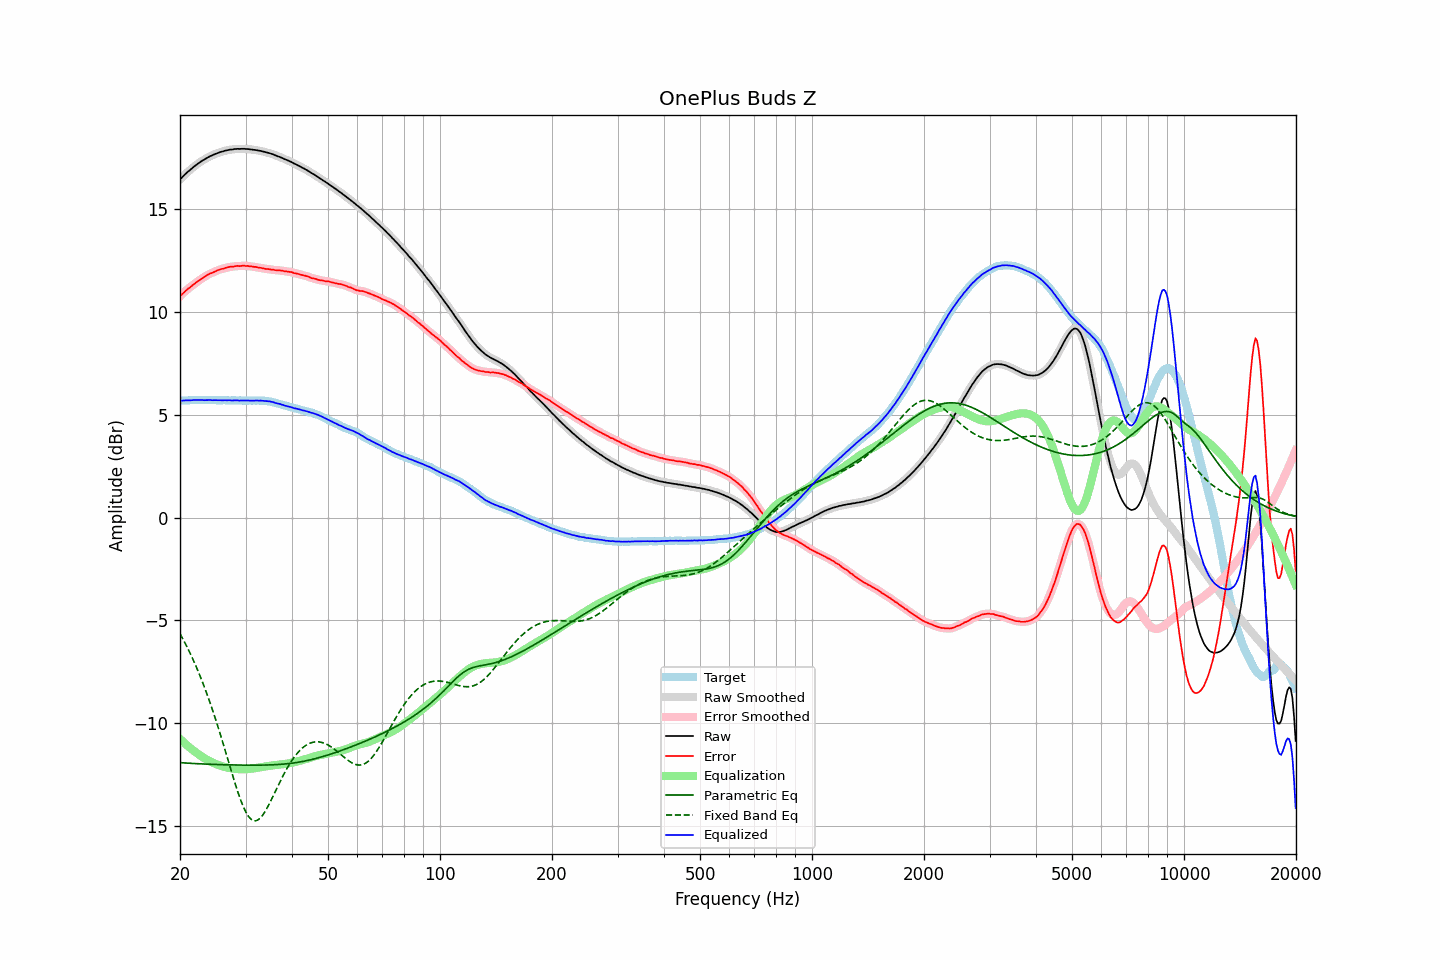 OnePlus Buds Z
Amplitude (dBr)
15
10
5
0
−5
−10
−15
Target
Raw Smoothed
Error Smoothed
Raw
Error
Equalization
Parametric Eq
Fixed Band Eq
Equalized
20 50 100 200 500 1000 2000 5000 10000 20000
Frequency (Hz)